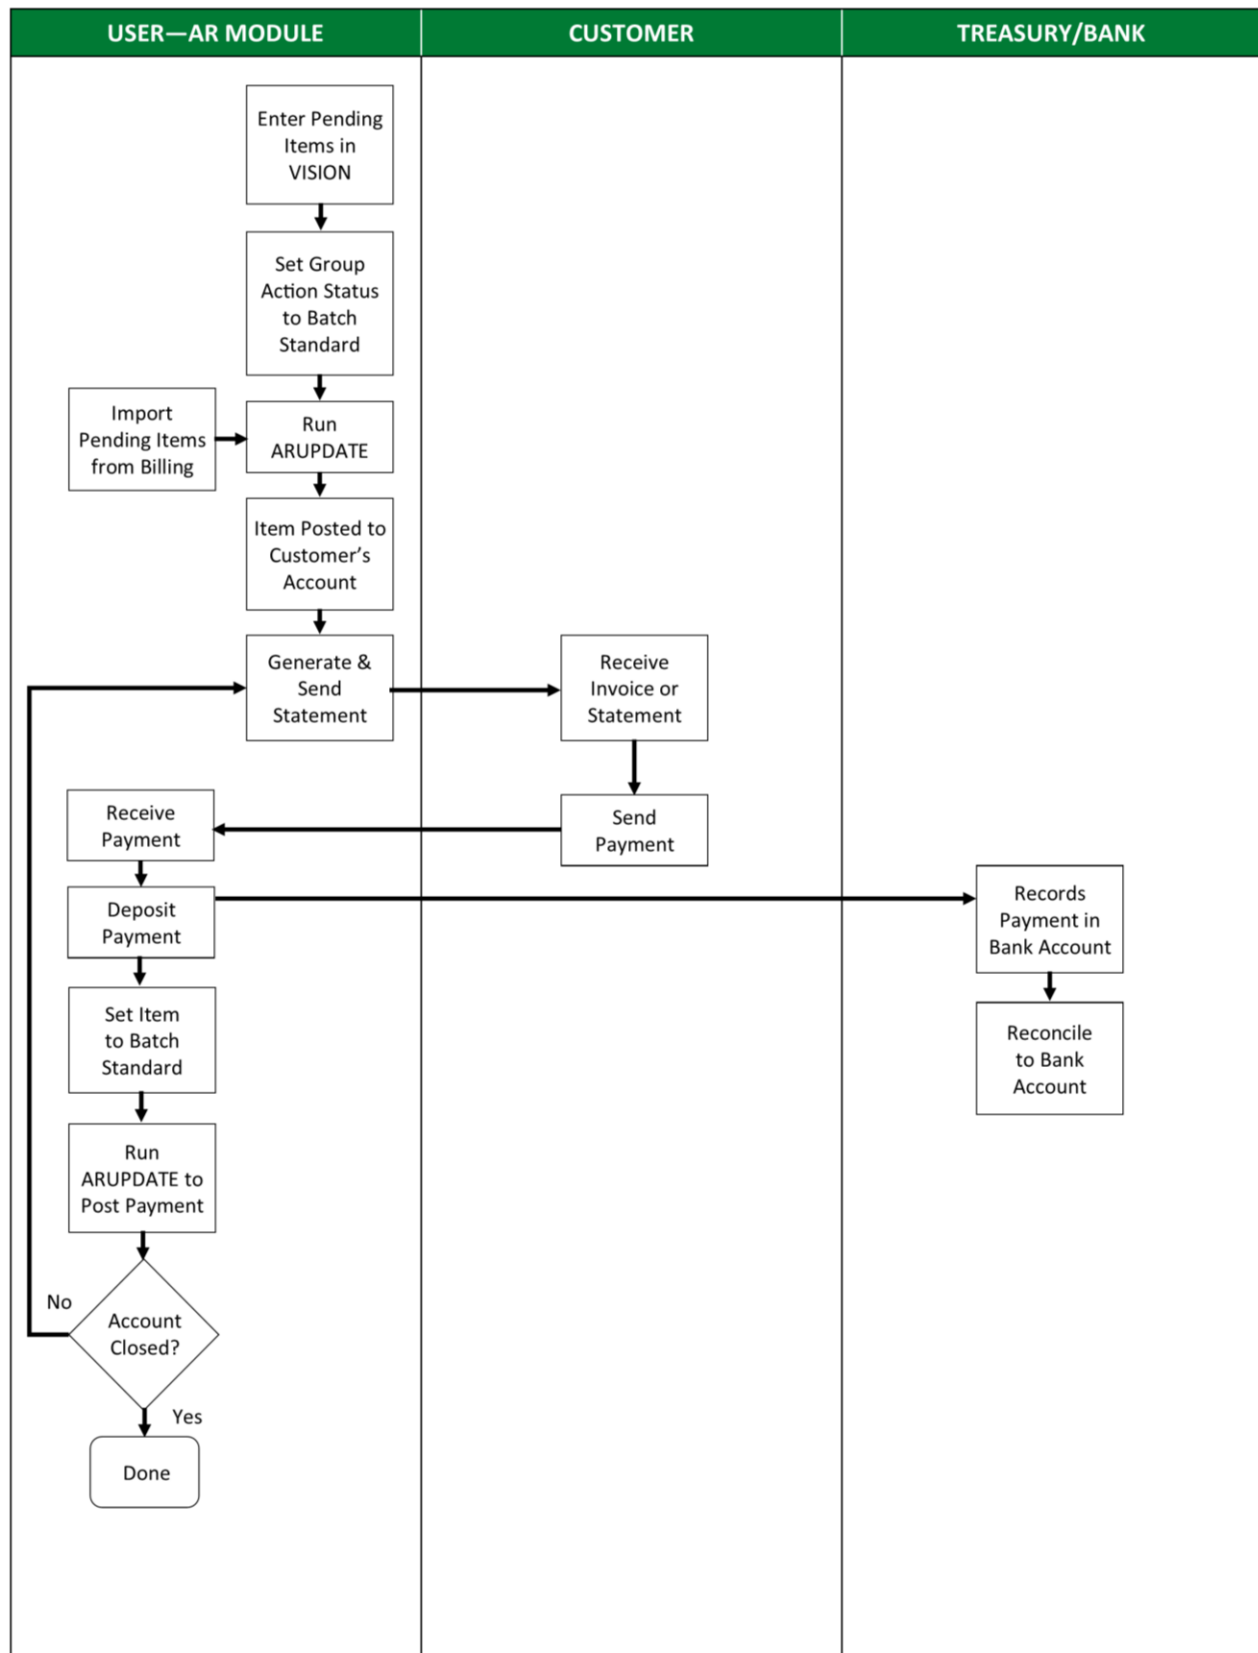 USER—AR MODULE
CUSTOMER
TREASURY/BANK
Enter Pending
Items in
VISION
Set Group
Action Status
to Batch
Standard
Import
Pending Items
from Billing
Run
ARUPDATE
Item Posted to
Customer’s
Account
Generate &
Send
Statement
Receive
Invoice or
Statement
Receive
Payment
Send
Payment
Deposit
Payment
Records
Payment in
Bank Account
Set Item
to Batch
Standard
Reconcile
to Bank
Account
Run
ARUPDATE to
Post Payment
No
Account
Closed?
Yes
Done